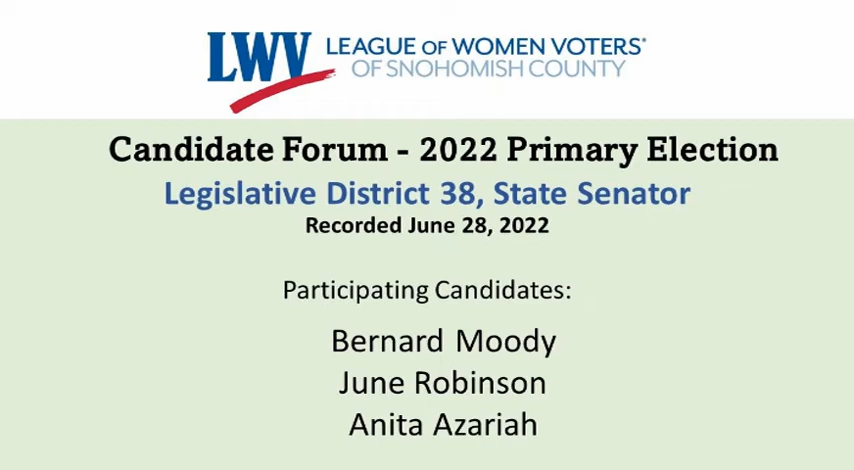 LWV LEAGUE OF WOMEN VOTERS®
OF SNOHOMISH COUNTY
Candidate Forum - 2022 Primary Election
Legislative District 38, State Senator
Recorded June 28, 2022
Participating Candidates:
Bernard Moody
June Robinson
Anita Azariah